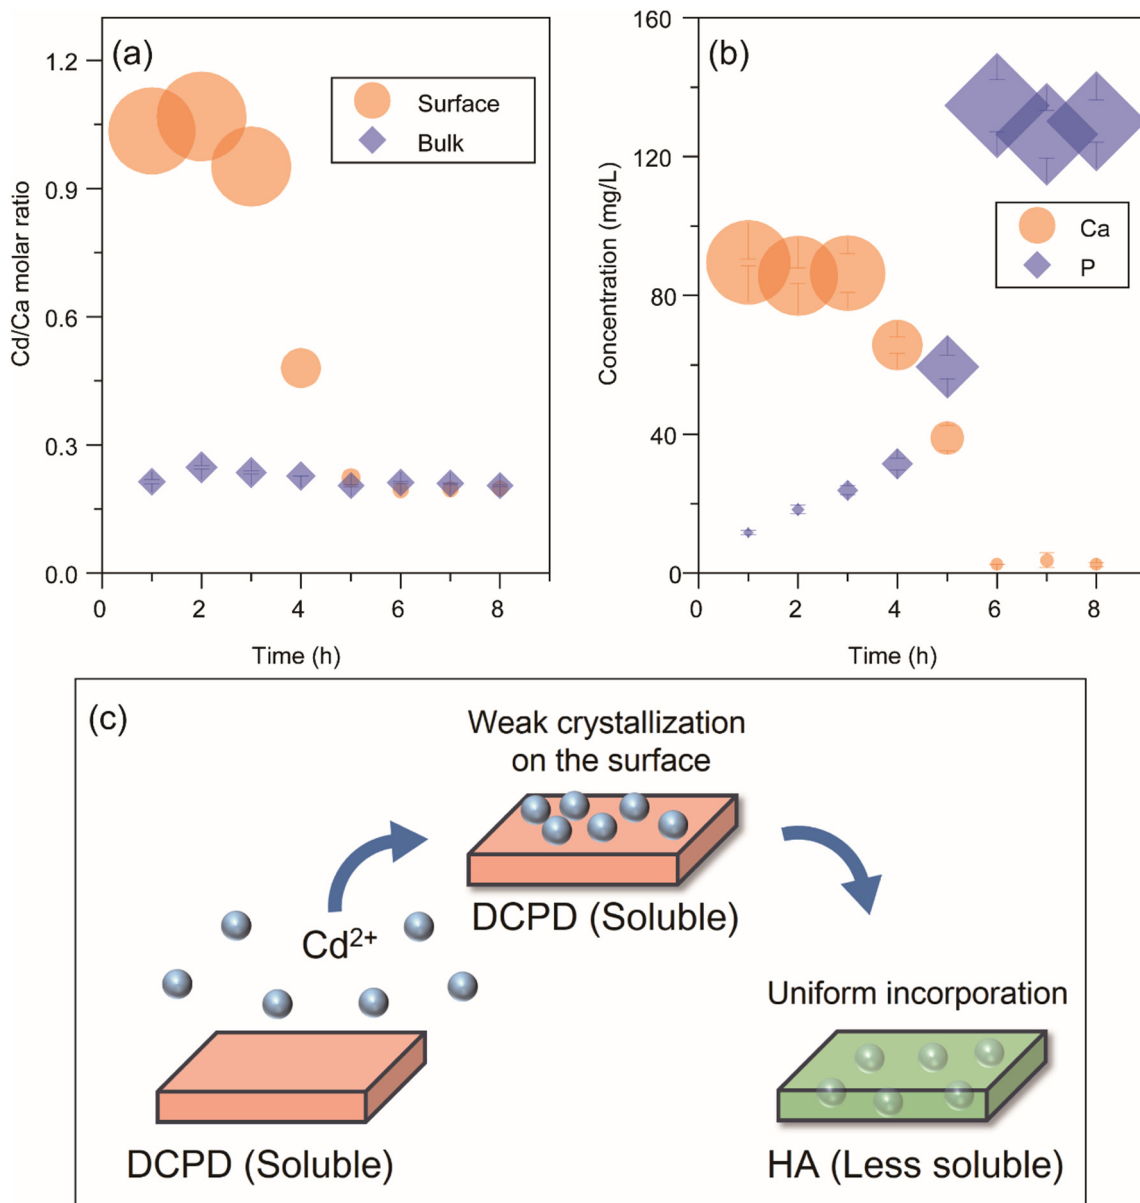 (a)
1.2
0.9
0.6
0.3
0.0
Cd/Ca molar ratio
Surface
Bulk
0 2 4 6 8
Time (h)
(b)
160
120
80
40
0
Concentration (mg/L)
Ca
P
0 2 4 6 8
Time (h)
(c)
Weak crystallization
on the surface
DCPD (Soluble)
Cd²⁺
DCPD (Soluble)
Uniform incorporation
HA (Less soluble)